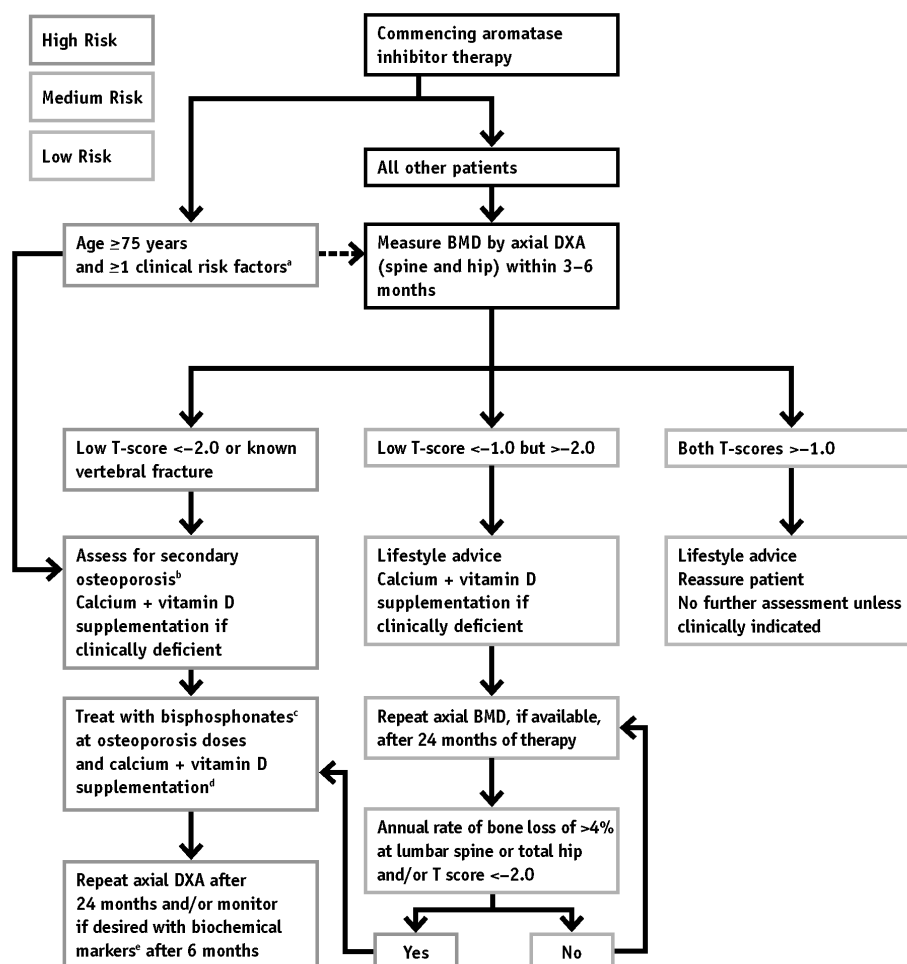 High Risk
Medium Risk
Low Risk
Commencing aromatase
inhibitor therapy
All other patients
Age ≥75 years
and ≥1 clinical risk factorsᵃ
Measure BMD by axial DXA
(spine and hip) within 3–6
months
Low T-score <–2.0 or known
vertebral fracture
Low T-score <–1.0 but >–2.0
Both T-scores >–1.0
Assess for secondary
osteoporosisᵇ
Calcium + vitamin D
supplementation if
clinically deficient
Lifestyle advice
Calcium + vitamin D
supplementation if
clinically deficient
Lifestyle advice
Reassure patient
No further assessment unless
clinically indicated
Treat with bisphosphonatesᶜ
at osteoporosis doses
and calcium + vitamin D
supplementationᵈ
Repeat axial BMD, if available,
after 24 months of therapy
Annual rate of bone loss of >4%
at lumbar spine or total hip
and/or T score <–2.0
Repeat axial DXA after
24 months and/or monitor
if desired with biochemical
markersᵉ after 6 months
Yes
No